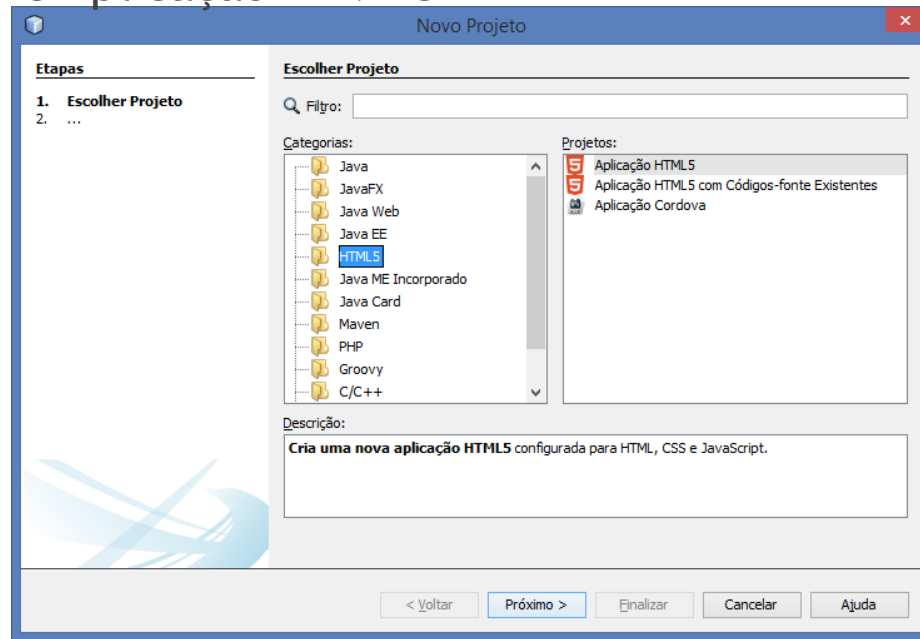 Novo Projeto
Etapas
1. Escolher Projeto
2. ...
Escolher Projeto
Filtro:
Categorias:
Java
JavaFX
Java Web
Java EE
HTML5
Java ME Incorporado
Java Card
Maven
PHP
Groovy
C/C++
Projetos:
Aplicação HTML5
Aplicação HTML5 com Códigos-fonte Existentes
Aplicação Cordova
Descrição:
Cria uma nova aplicação HTML5 configurada para HTML, CSS e JavaScript.
< Voltar
Próximo >
Finalizar
Cancelar
Ajuda